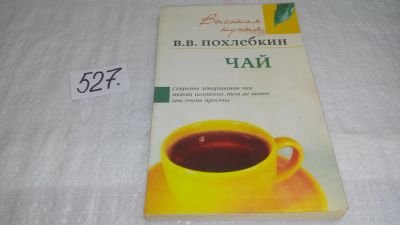 527.
Высокая
кухня
В.В. ПОХЛЕБКИН
ЧАЙ
Секреты заваривания чая
знают немногие, тем не менее
они очень просты